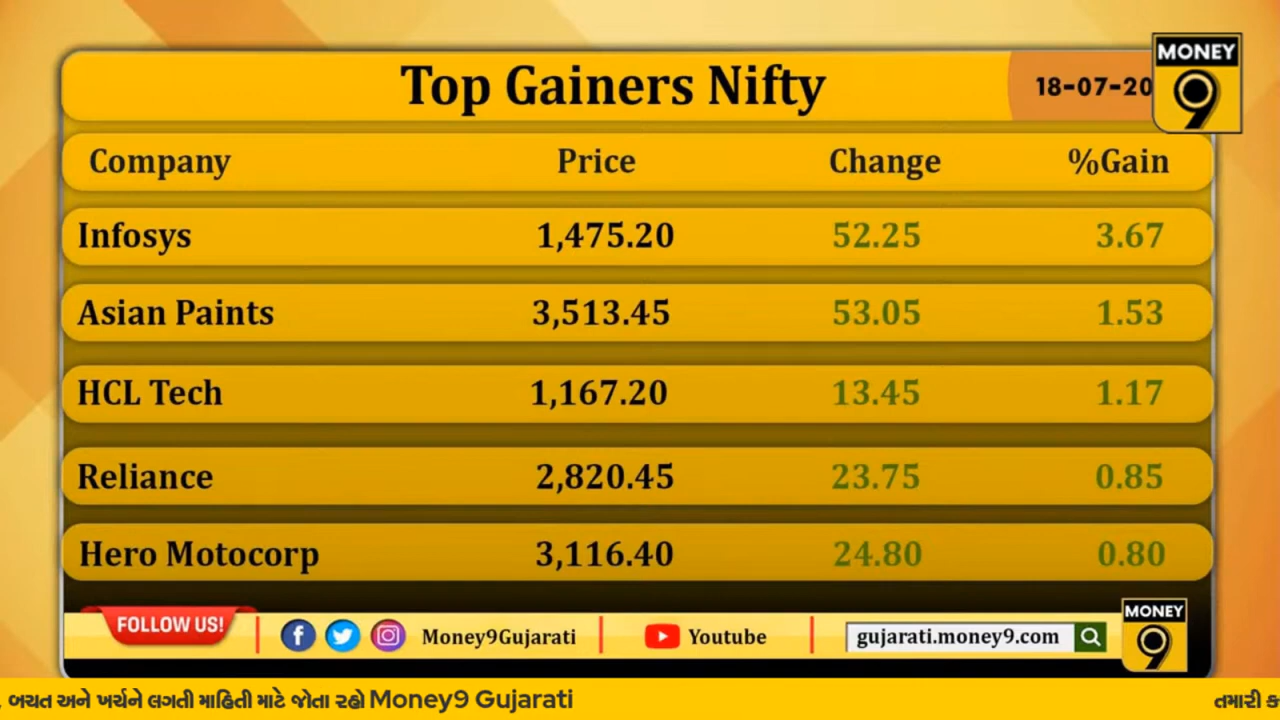 Top Gainers Nifty 18-07-20
MONEY
9
Company Price Change %Gain
Infosys 1,475.20 52.25 3.67
Asian Paints 3,513.45 53.05 1.53
HCL Tech 1,167.20 13.45 1.17
Reliance 2,820.45 23.75 0.85
Hero Motocorp 3,116.40 24.80 0.80
FOLLOW US! Money9Gujarati Youtube gujarati.money9.com
MONEY
9
બચત અને ખર્ચને લગતી માહિતી માટે જોતા રહો Money9 Gujarati તમારી